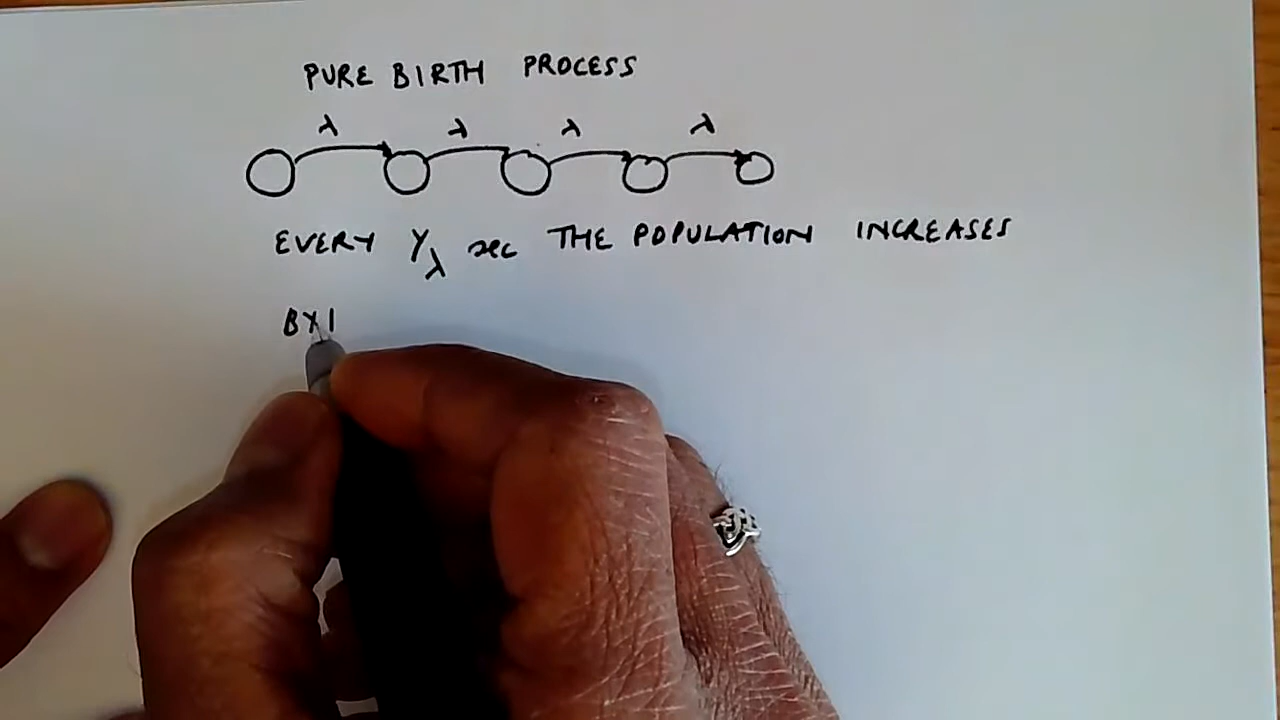 PURE BIRTH PROCESS
λ λ λ λ
EVERY 1/λ sec THE POPULATION INCREASES
BY 1